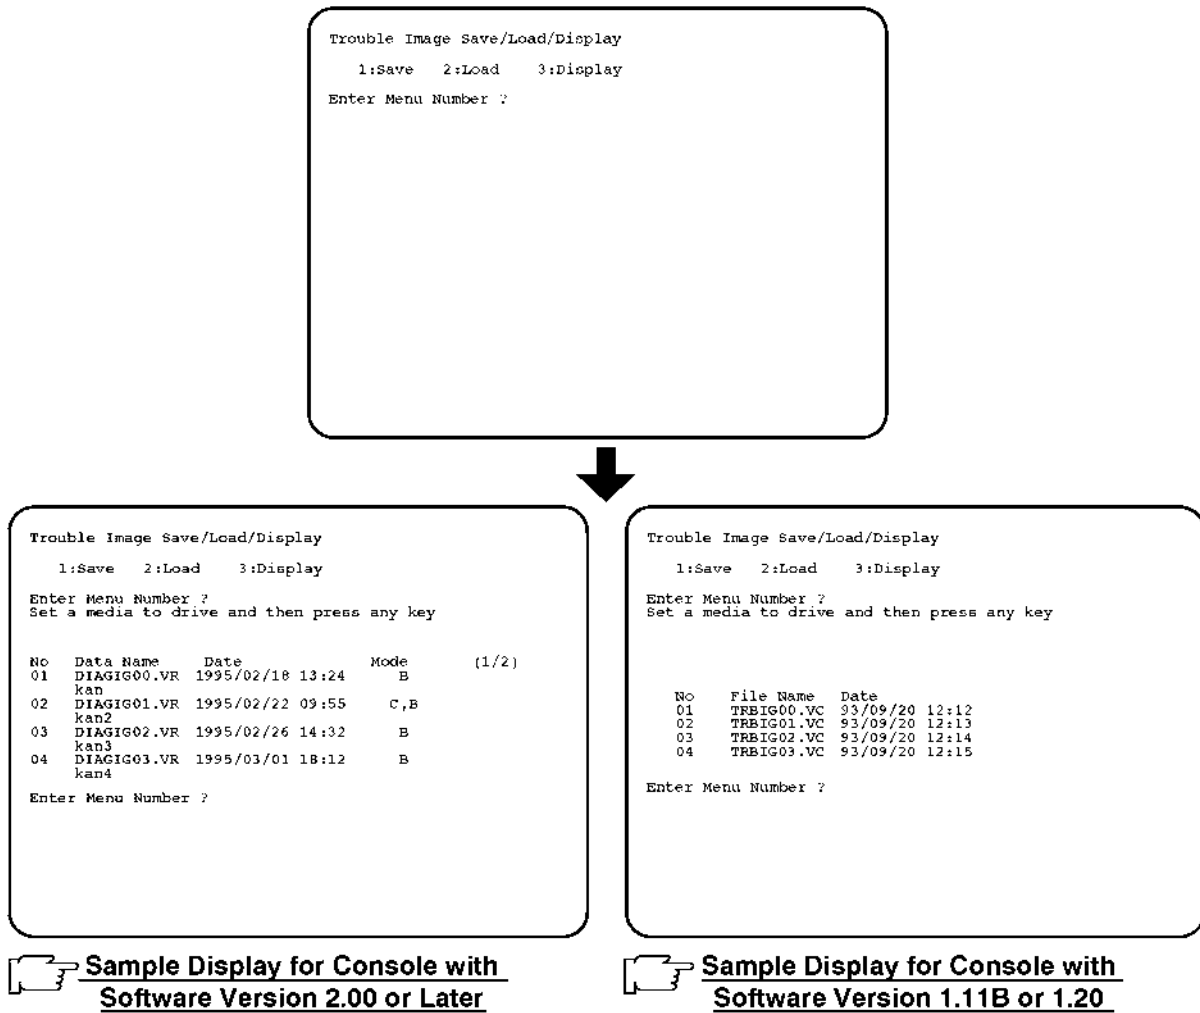 Trouble Image Save/Load/Display
1:Save 2:Load 3:Display
Enter Menu Number ?
Trouble Image Save/Load/Display
1:Save 2:Load 3:Display
Enter Menu Number ?
Set a media to drive and then press any key
No Data Name Date Mode (1/2)
01 DIAGIG00.VR 1995/02/18 13:24 B
kan
02 DIAGIG01.VR 1995/02/22 09:55 C,B
kan2
03 DIAGIG02.VR 1995/02/26 14:32 B
kan3
04 DIAGIG03.VR 1995/03/01 18:12 B
kan4
Enter Menu Number ?
Sample Display for Console with
Software Version 2.00 or Later
Trouble Image Save/Load/Display
1:Save 2:Load 3:Display
Enter Menu Number ?
Set a media to drive and then press any key
No File Name Date
01 TRBIG00.VC 93/09/20 12:12
02 TRBIG01.VC 93/09/20 12:13
03 TRBIG02.VC 93/09/20 12:14
04 TRBIG03.VC 93/09/20 12:15
Enter Menu Number ?
Sample Display for Console with
Software Version 1.11B or 1.20